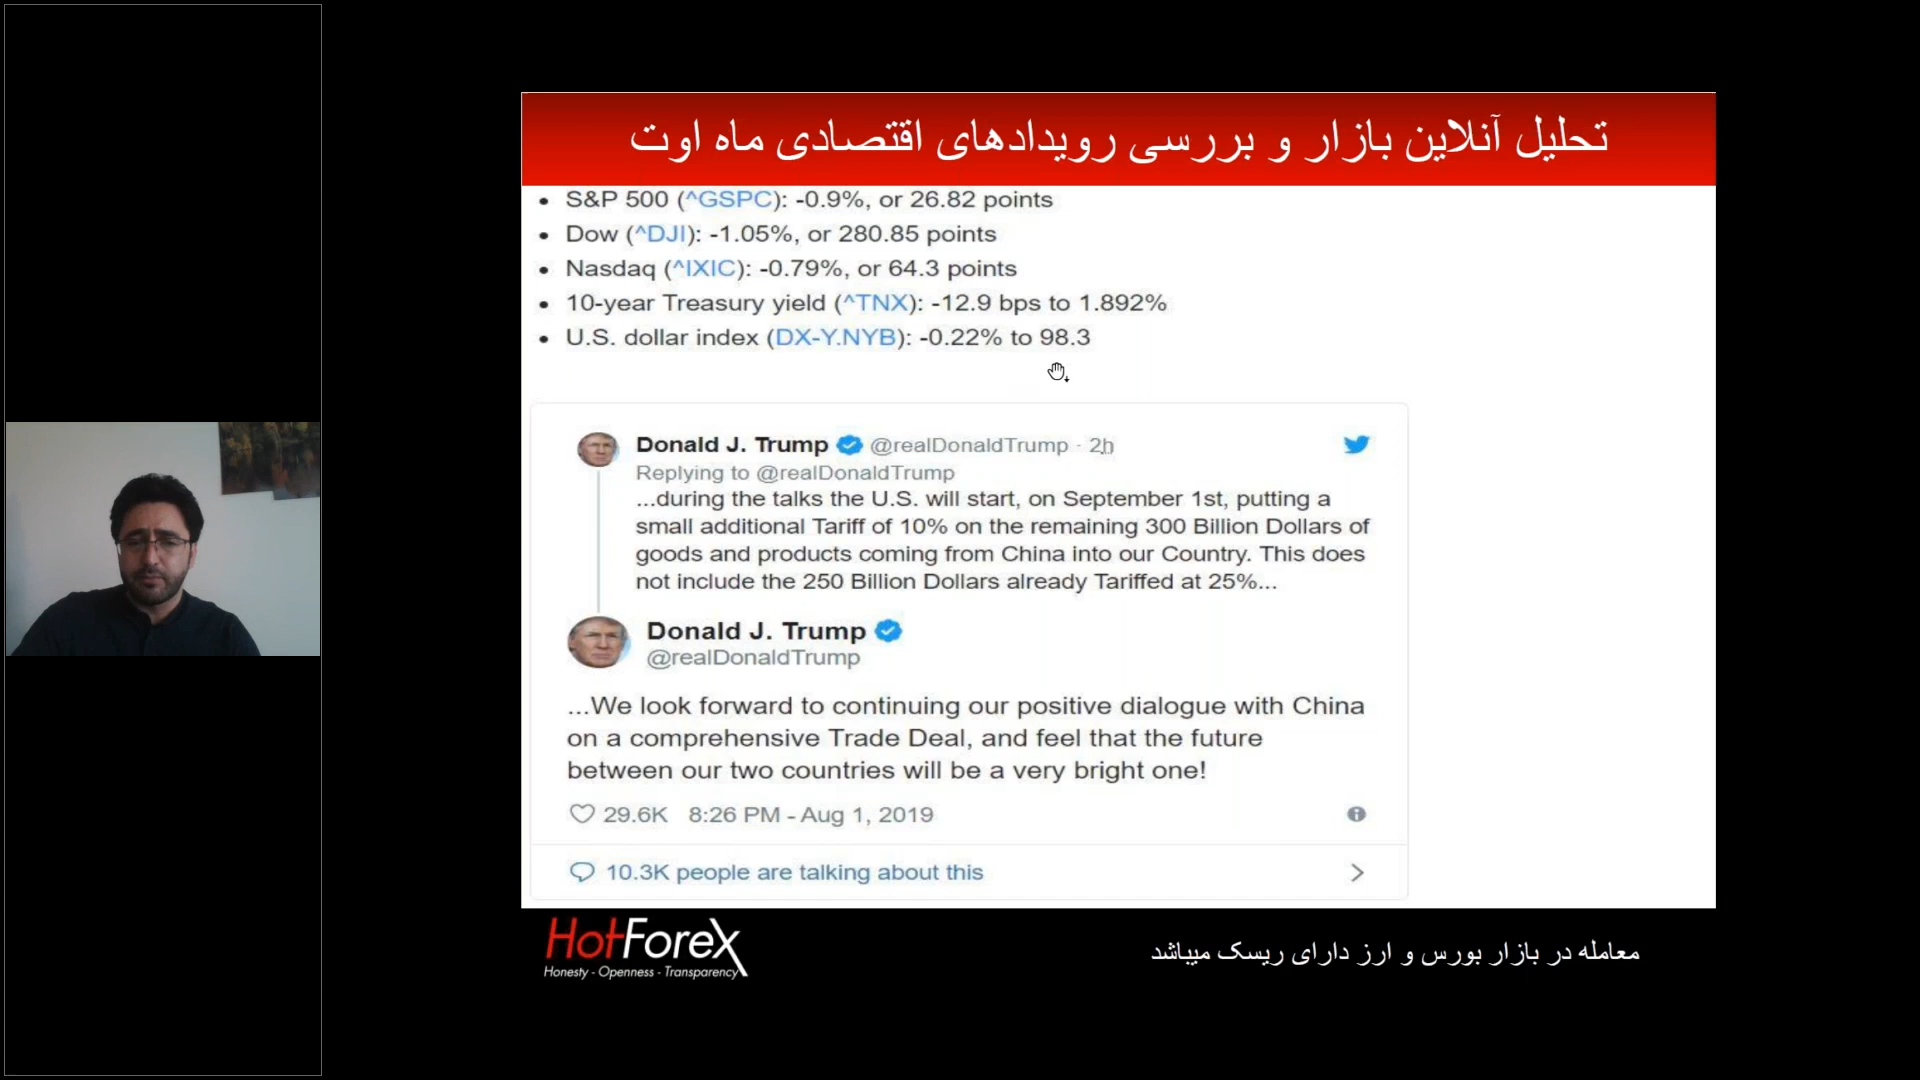 تحلیل آنلاین بازار و بررسی رویدادهای اقتصادی ماه اوت
• S&P 500 (^GSPC): -0.9%, or 26.82 points
• Dow (^DJI): -1.05%, or 280.85 points
• Nasdaq (^IXIC): -0.79%, or 64.3 points
• 10-year Treasury yield (^TNX): -12.9 bps to 1.892%
• U.S. dollar index (DX-Y.NYB): -0.22% to 98.3
Donald J. Trump @realDonaldTrump · 2h
Replying to @realDonaldTrump
...during the talks the U.S. will start, on September 1st, putting a
small additional Tariff of 10% on the remaining 300 Billion Dollars of
goods and products coming from China into our Country. This does
not include the 250 Billion Dollars already Tariffed at 25%...
Donald J. Trump
@realDonaldTrump
...We look forward to continuing our positive dialogue with China
on a comprehensive Trade Deal, and feel that the future
between our two countries will be a very bright one!
29.6K 8:26 PM - Aug 1, 2019
10.3K people are talking about this
HotForex
Honesty - Openness - Transparency
معامله در بازار بورس و ارز دارای ریسک میباشد